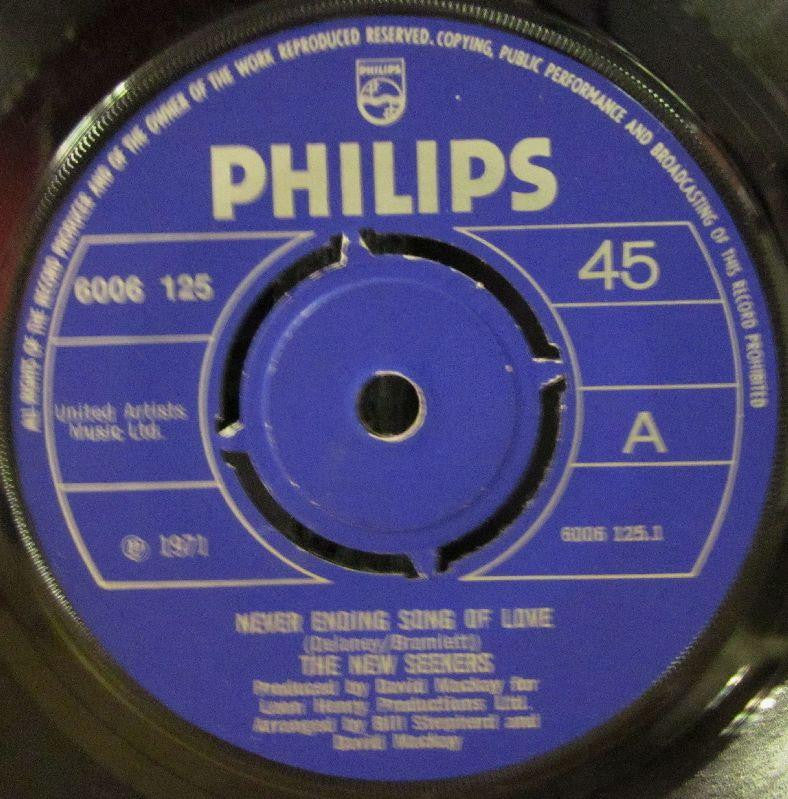 ALL RIGHTS OF THE RECORD PRODUCER AND OF THE OWNER OF THE WORK REPRODUCED RESERVED. COPYING, PUBLIC PERFORMANCE AND BROADCASTING OF THIS RECORD PROHIBITED
PHILIPS
PHILIPS
6006 125
45
United Artists
Music Ltd.
A
℗ 1971
6006 125.1
NEVER ENDING SONG OF LOVE
(Delaney/Bramlett)
THE NEW SEEKERS
Produced by David Mackay for
Henry Productions Ltd.
Arranged by Bill Shepherd and
David Mackay